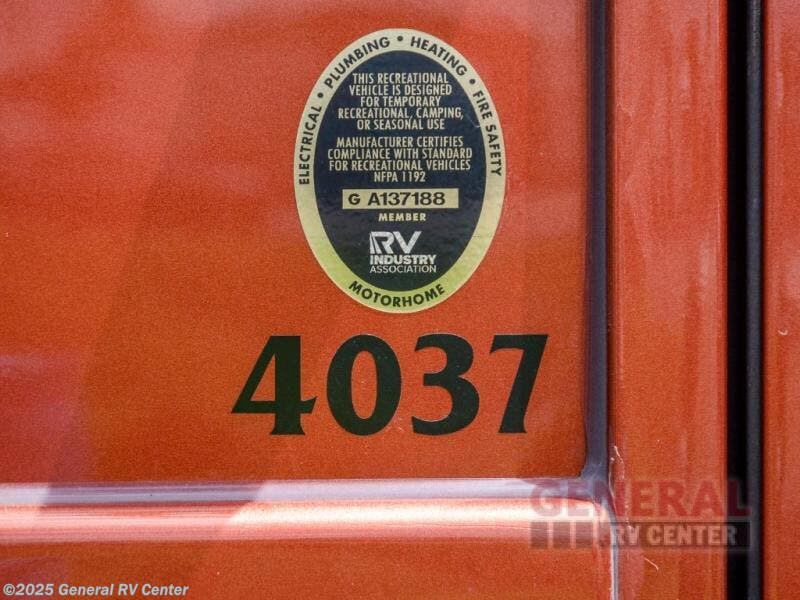 ELECTRICAL • PLUMBING • HEATING • FIRE SAFETY
THIS RECREATIONAL
VEHICLE IS DESIGNED
FOR TEMPORARY
RECREATIONAL, CAMPING,
OR SEASONAL USE
MANUFACTURER CERTIFIES
COMPLIANCE WITH STANDARD
FOR RECREATIONAL VEHICLES
NFPA 1192
G A137188
MEMBER
RV
INDUSTRY
ASSOCIATION
MOTORHOME
4037
GENERAL
RV CENTER
©2025 General RV Center